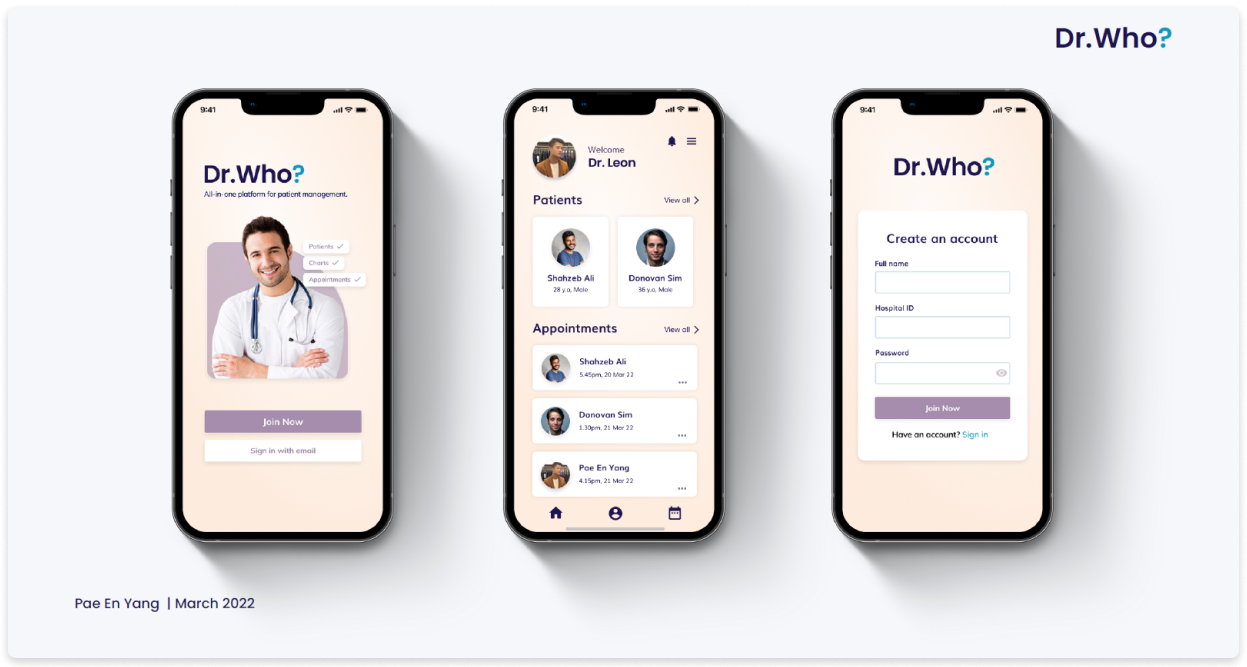 Dr.Who?
9:41
Dr.Who?
All-in-one platform for patient management.
Patients
Charts
Appointments
Join Now
Sign in with email
9:41
Welcome
Dr. Leon
Patients
View all
Shahzeb Ali
28 y.o, Male
Donovan Sim
36 y.o, Male
Appointments
View all
Shahzeb Ali
5.45pm, 20 Mar 22
Donovan Sim
1.30pm, 21 Mar 22
Pae En Yang
4.15pm, 21 Mar 22
9:41
Dr.Who?
Create an account
Full name
Hospital ID
Password
Join Now
Have an account? Sign in
Pae En Yang | March 2022